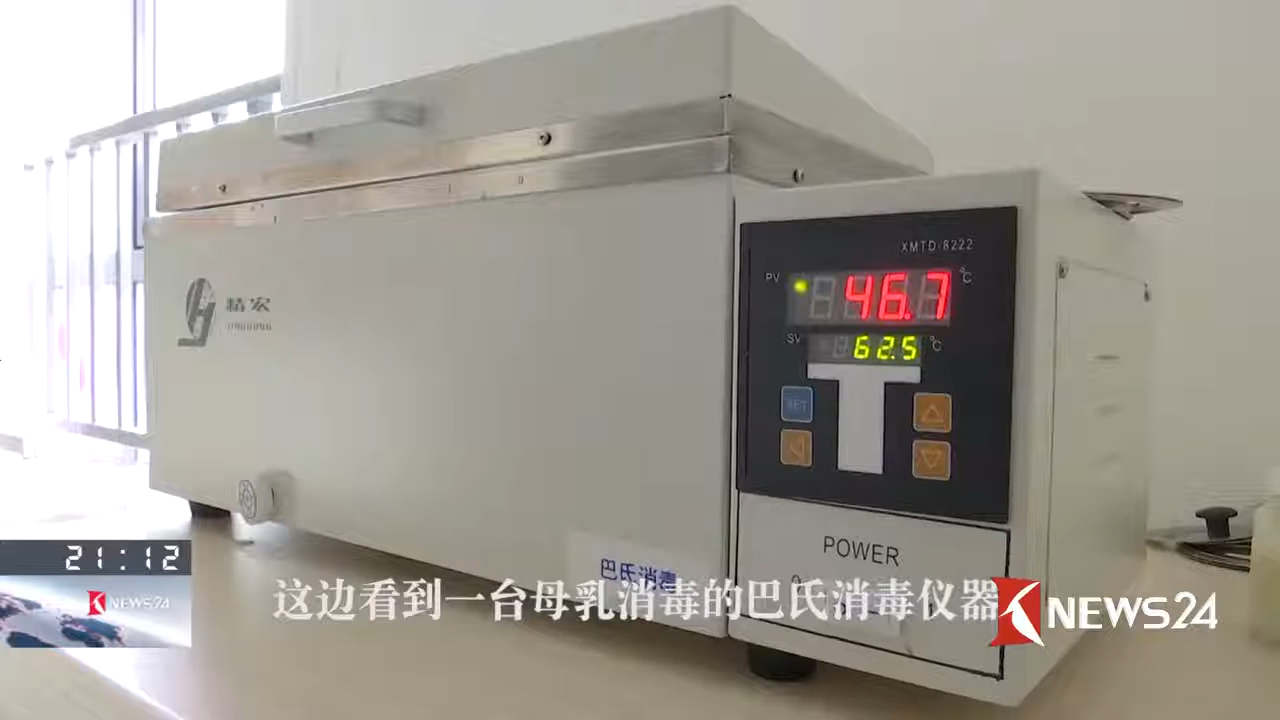 精宏
XMTD-8222
PV
46.7
℃
SV
62.5
℃
SET
POWER
巴氏消毒
21:12
NEWS24
这边看到一台母乳消毒的巴氏消毒仪器
NEWS24